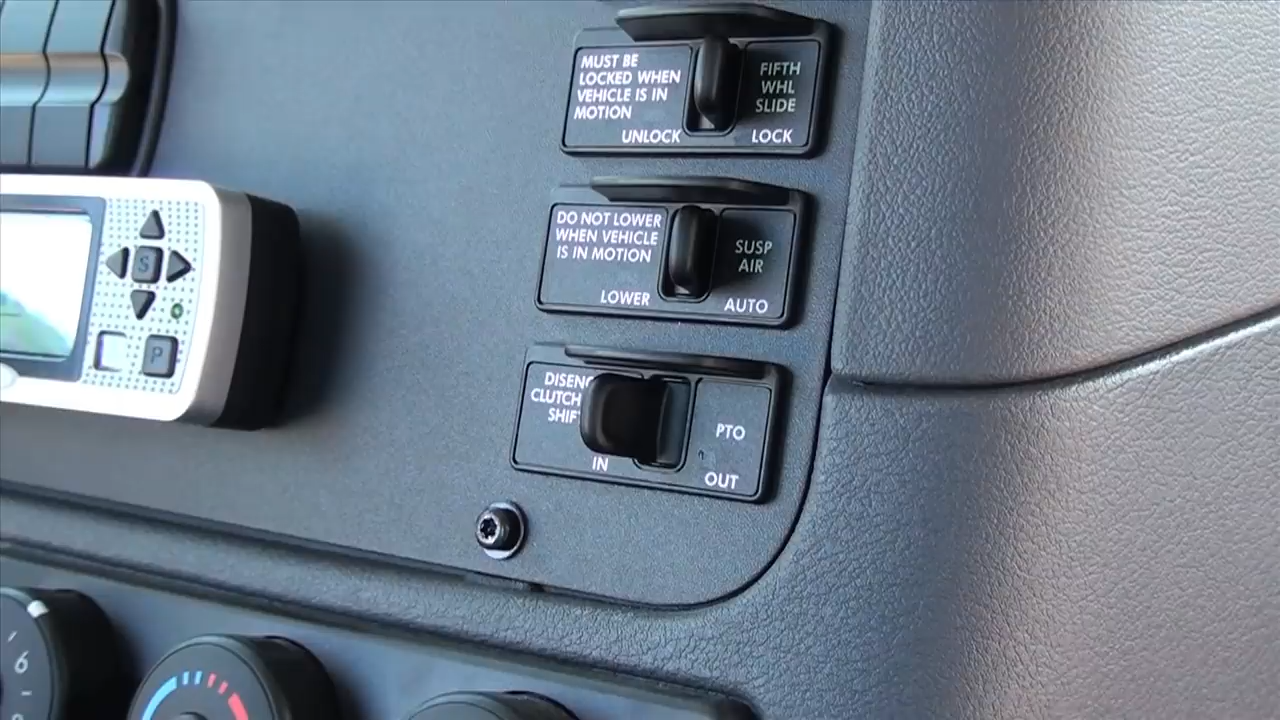 MUST BE
LOCKED WHEN
VEHICLE IS IN
MOTION
UNLOCK
FIFTH
WHL
SLIDE
LOCK
DO NOT LOWER
WHEN VEHICLE
IS IN MOTION
LOWER
SUSP
AIR
AUTO
S
P
CLUTCH
IN
PTO
OUT
6